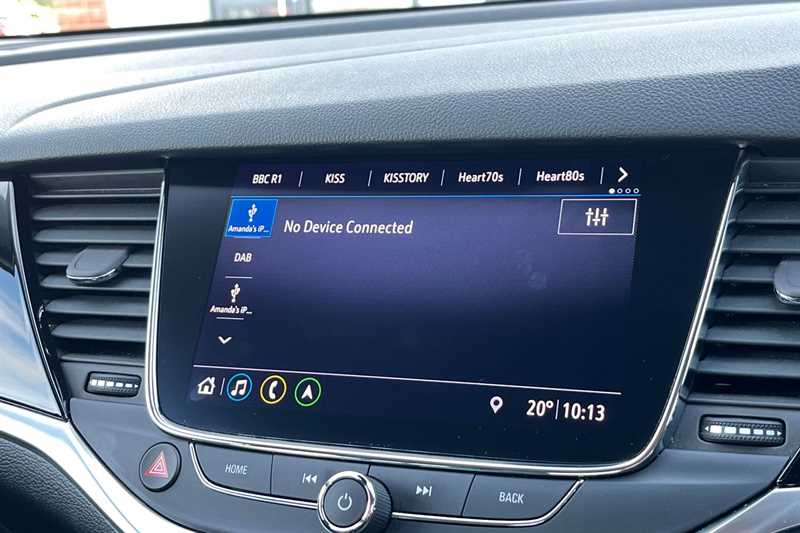 BBC R1 KISS KISSTORY Heart70s Heart80s
Amanda's iP...
No Device Connected
DAB
Amanda's iP...
20° 10:13
HOME
BACK